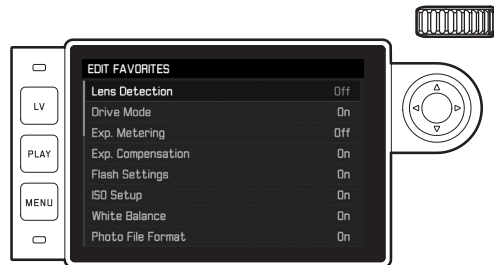 EDIT FAVORITES
Lens Detection Off
Drive Mode On
Exp. Metering Off
Exp. Compensation On
Flash Settings On
ISO Setup On
White Balance On
Photo File Format On
LV
PLAY
MENU